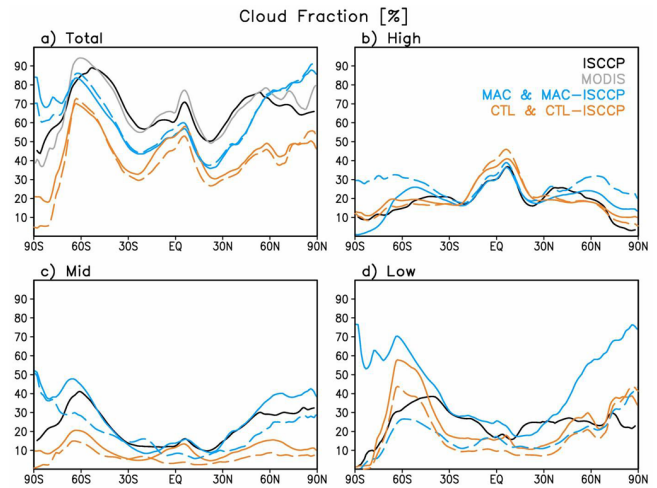 Cloud Fraction [%]
a) Total
b) High
ISCCP
MODIS
MAC & MAC-ISCCP
CTL & CTL-ISCCP
90
80
70
60
50
40
30
20
10
90S 60S 30S EQ 30N 60N 90N
90
80
70
60
50
40
30
20
10
90S 60S 30S EQ 30N 60N 90N
c) Mid
d) Low
90
80
70
60
50
40
30
20
10
90S 60S 30S EQ 30N 60N 90N
90
80
70
60
50
40
30
20
10
90S 60S 30S EQ 30N 60N 90N